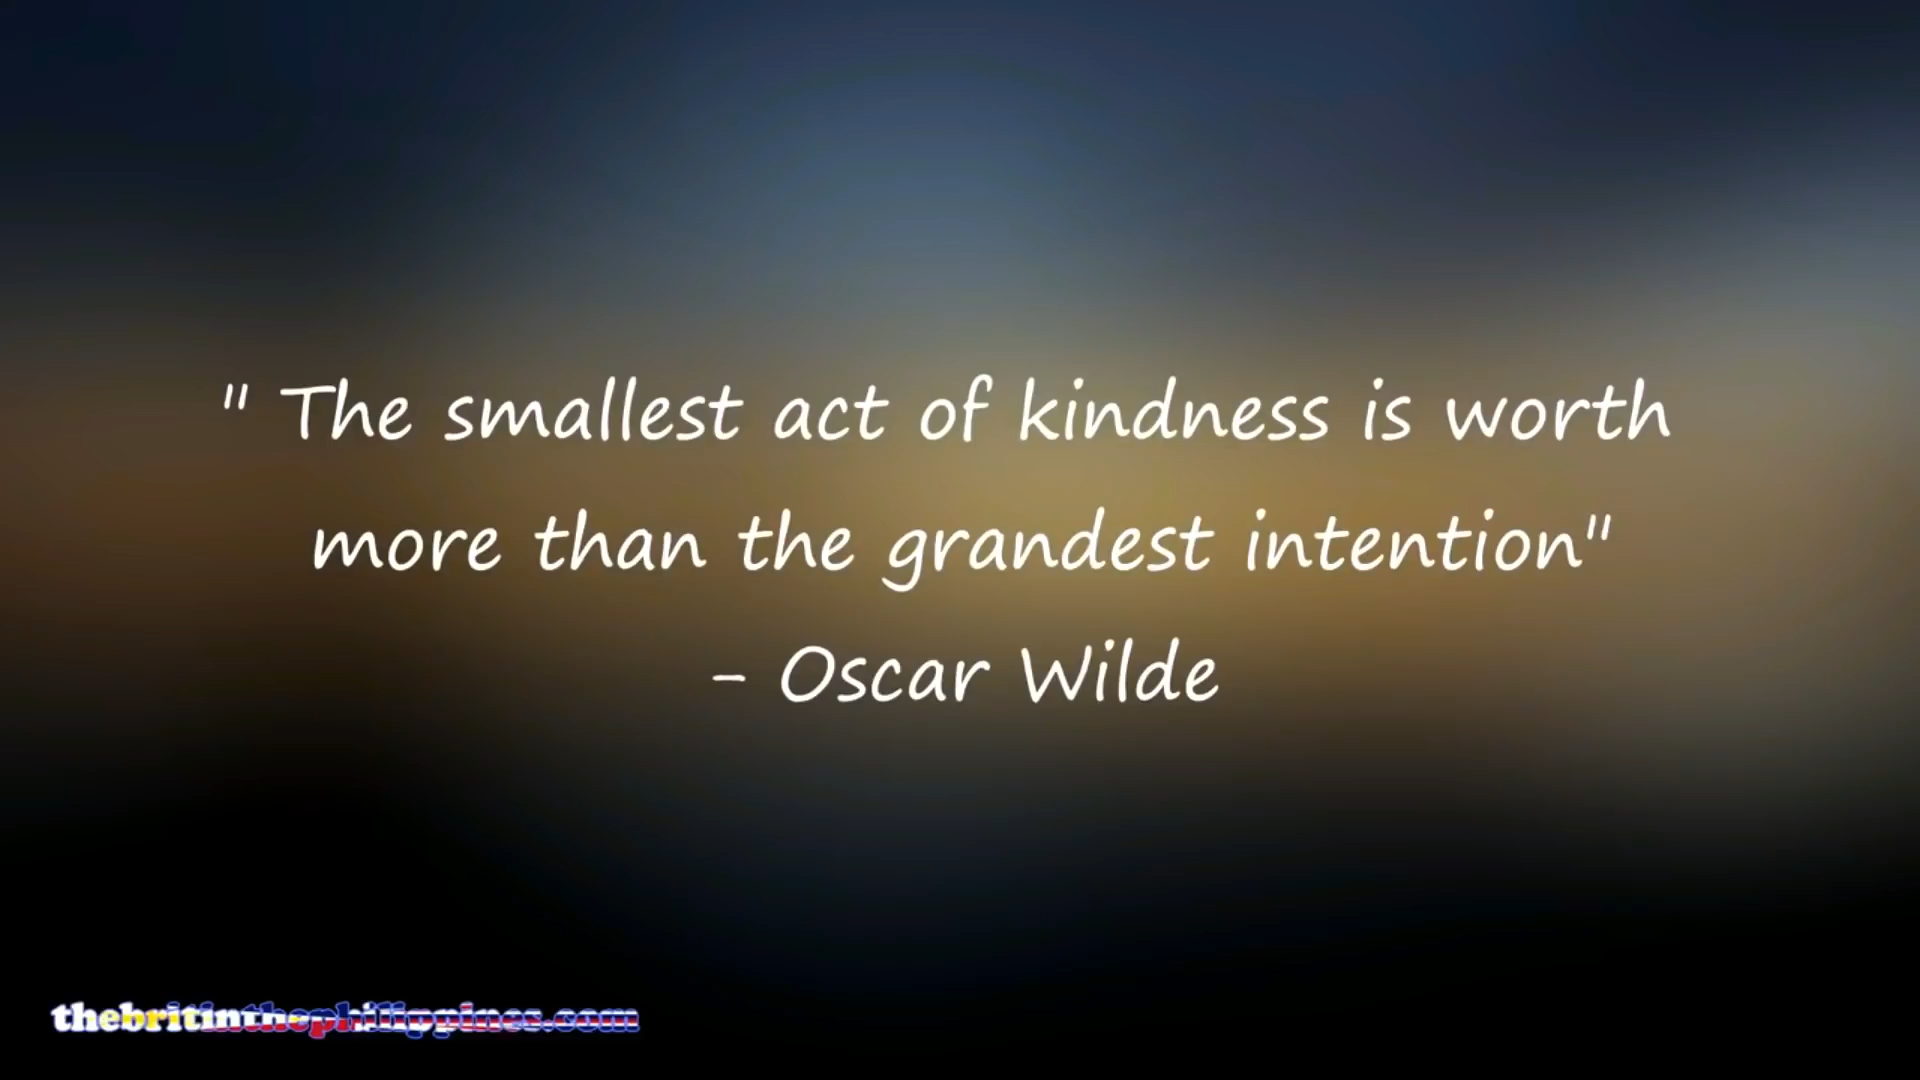 " The smallest act of kindness is worth
more than the grandest intention"
- Oscar Wilde
thebritinthephilippines.com